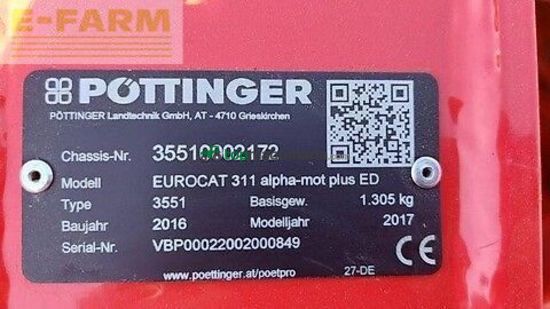 E-FARM
PÖTTINGER
PÖTTINGER Landtechnik GmbH, AT - 4710 Grieskirchen
Chassis-Nr. 35510002172
Modell EUROCAT 311 alpha-mot plus ED
Type 3551 Basisgew. 1.305 kg
Baujahr 2016 Modelljahr 2017
Serial-Nr. VBP00022002000849
CE
www.poettinger.at/poetpro
27-DE